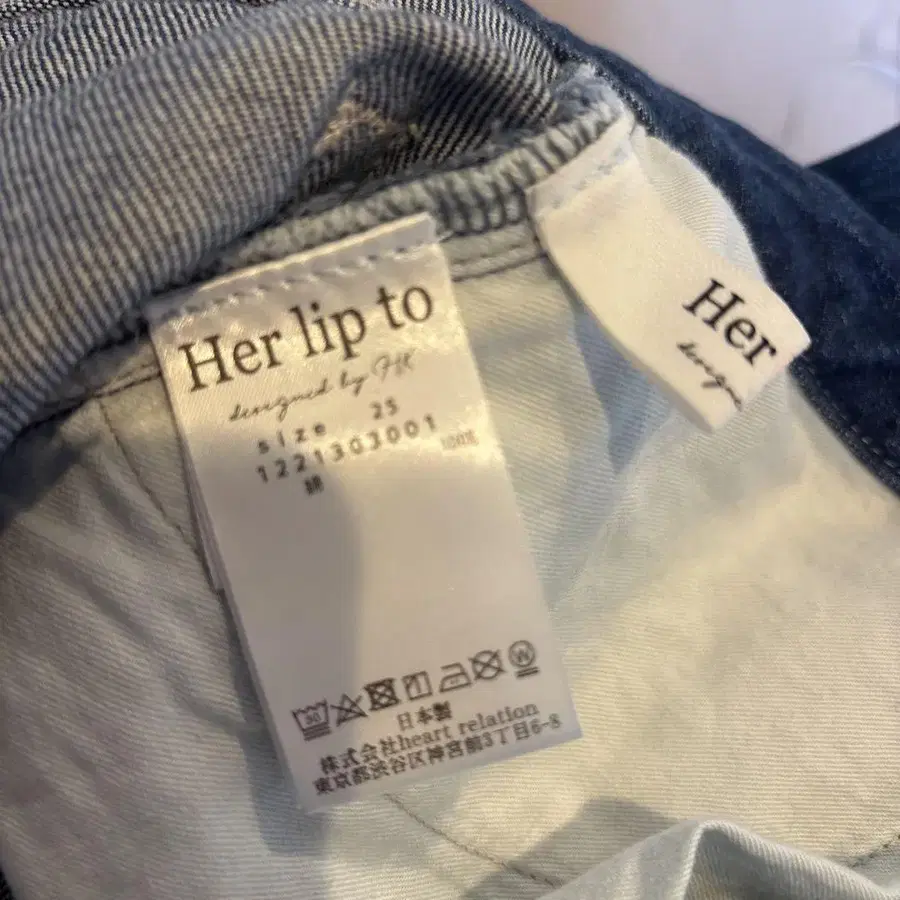 Her lip to
designed by HK
size 25
1221303001
綿 100%
30
W
日本製
株式会社heart relation
東京都渋谷区神宮前3丁目6-8
Her
design